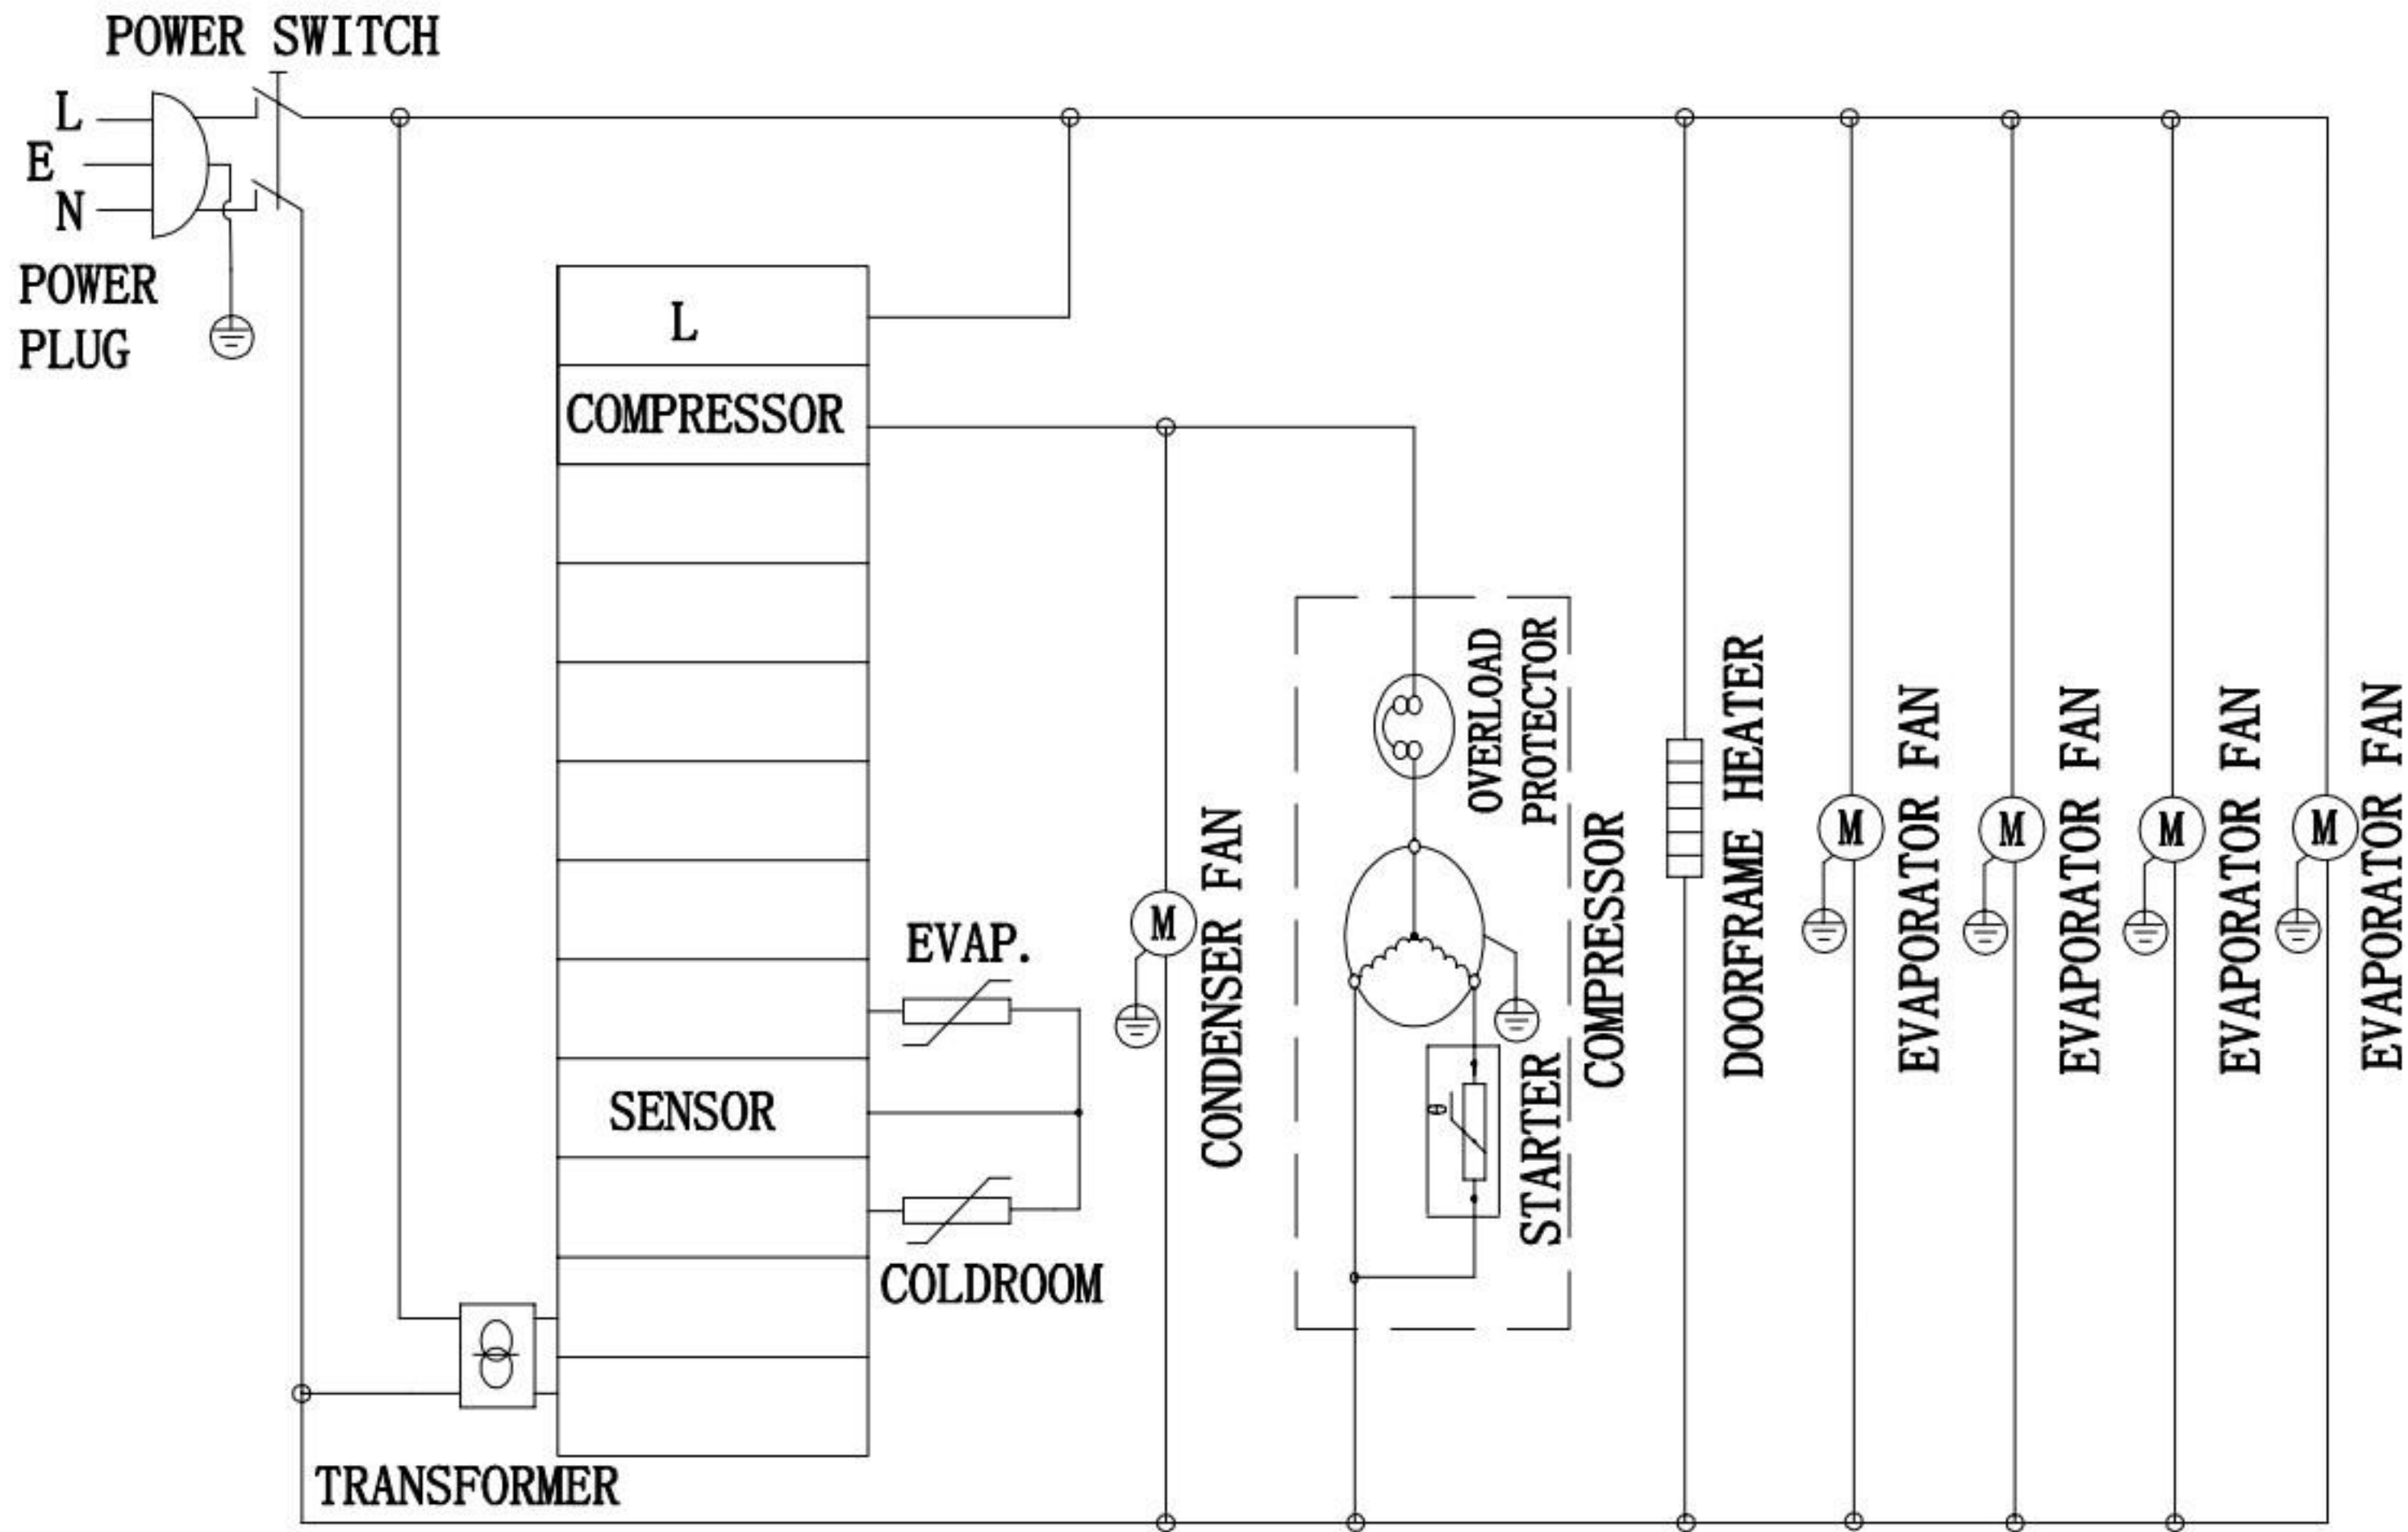 POWER SWITCH
L
E
N
POWER
PLUG
L
COMPRESSOR
SENSOR
EVAP.
COLDROOM
TRANSFORMER
M
CONDENSER FAN
OVERLOAD
PROTECTOR
θ
STARTER
COMPRESSOR
DOORFRAME HEATER
M
EVAPORATOR FAN
M
EVAPORATOR FAN
M
EVAPORATOR FAN
M
EVAPORATOR FAN